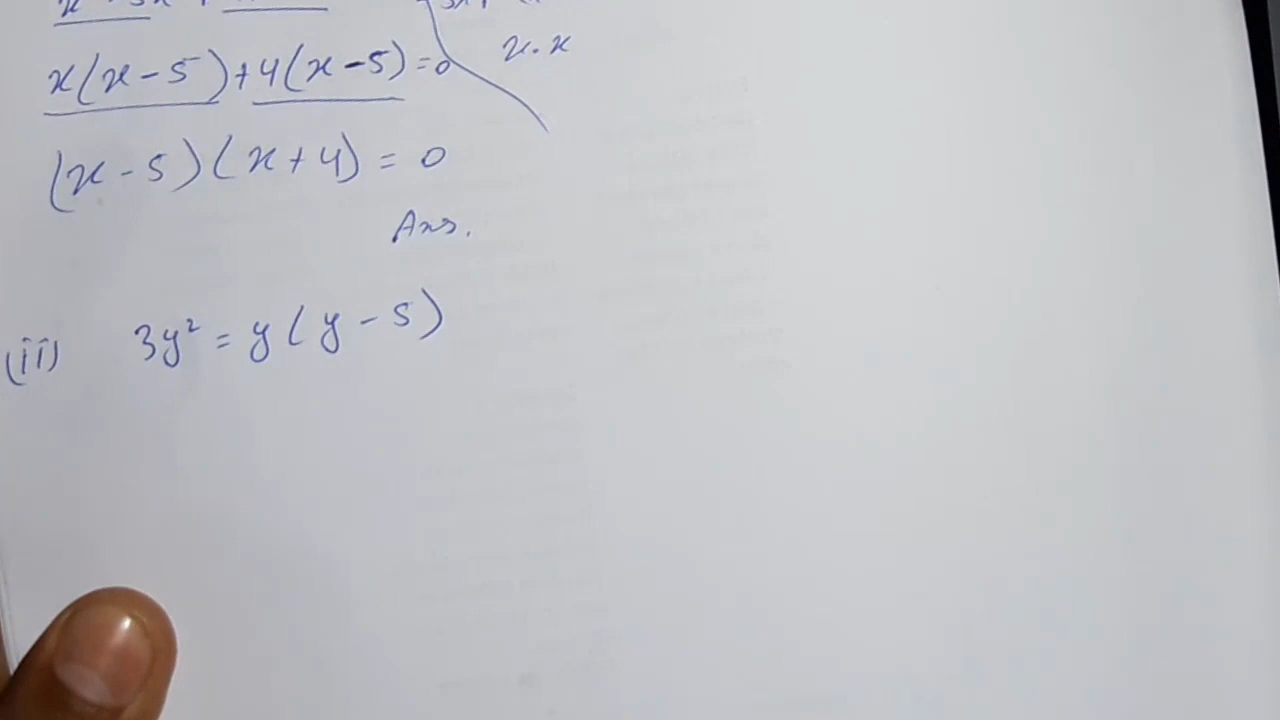 x(x-5)+4(x-5)=0
x.x
(x-5)(x+4)=0
Ans.
(ii) 3y²=y(y-5)